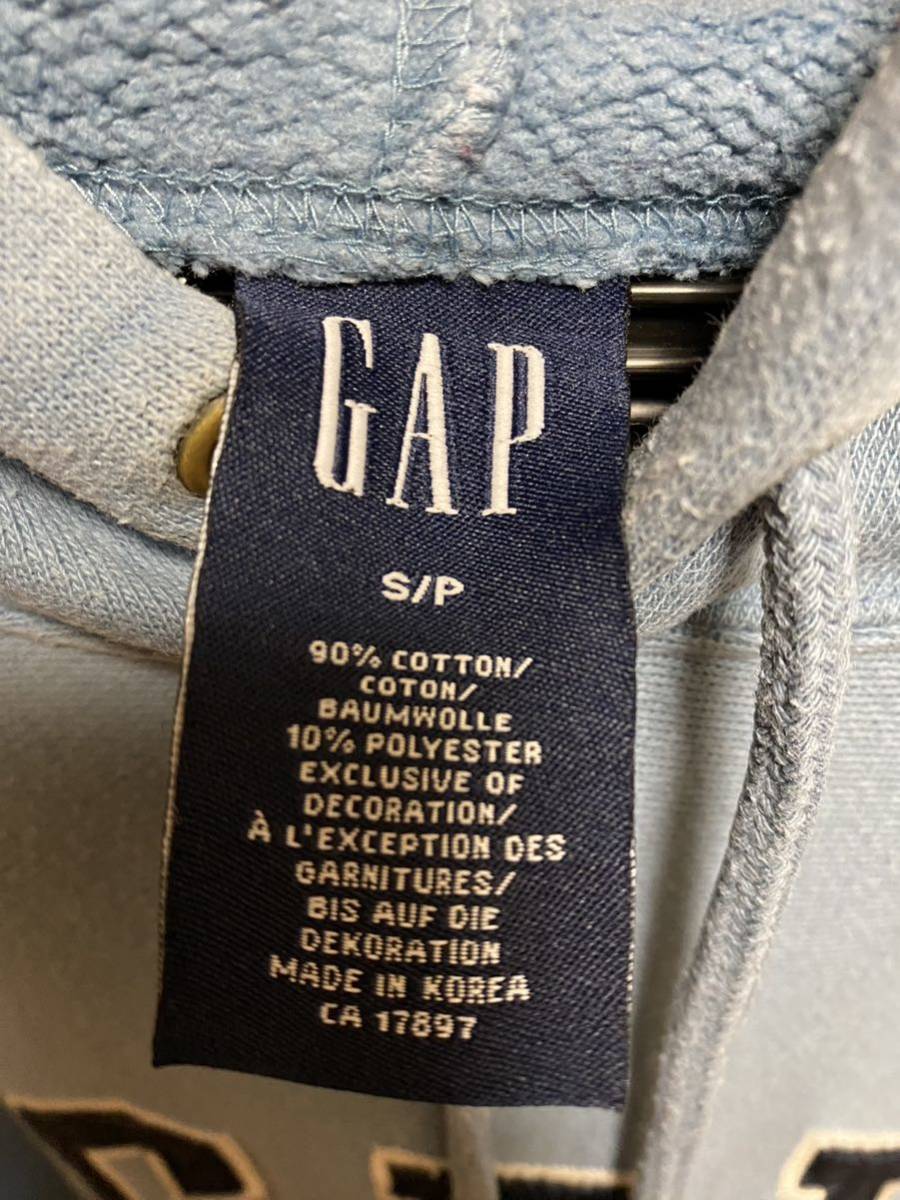 GAP
S/P
90% COTTON/
COTON/
BAUMWOLLE
10% POLYESTER
EXCLUSIVE OF
DECORATION/
À L'EXCEPTION DES
GARNITURES/
BIS AUF DIE
DEKORATION
MADE IN KOREA
CA 17897